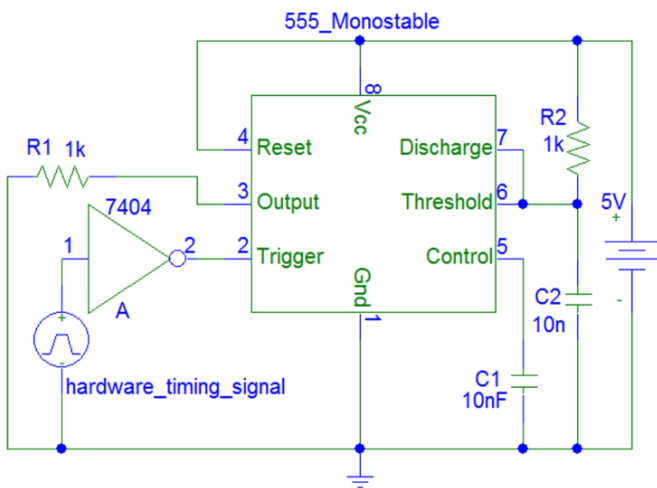 555_Monostable
8
Vcc
R2
1k
4
Reset
Discharge
7
R1 1k
3
Output
Threshold
6
5V
+
7404
1
2
2
Trigger
Control
5
A
Gnd
1
C2
10n
-
+
-
hardware_timing_signal
C1
10nF